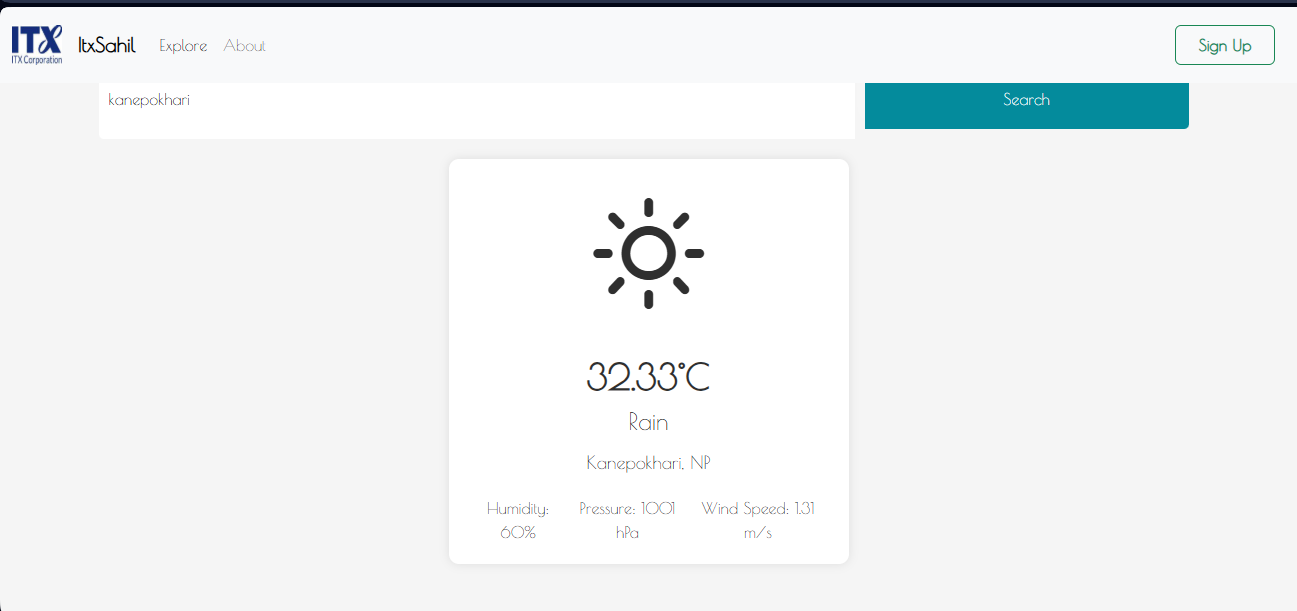 ITX
ITX Corporation
ItxSahil
Explore
About
Sign Up
kanepokhari
Search
32.33°C
Rain
Kanepokhari, NP
Humidity:
60%
Pressure: 1001
hPa
Wind Speed: 1.31
m/s